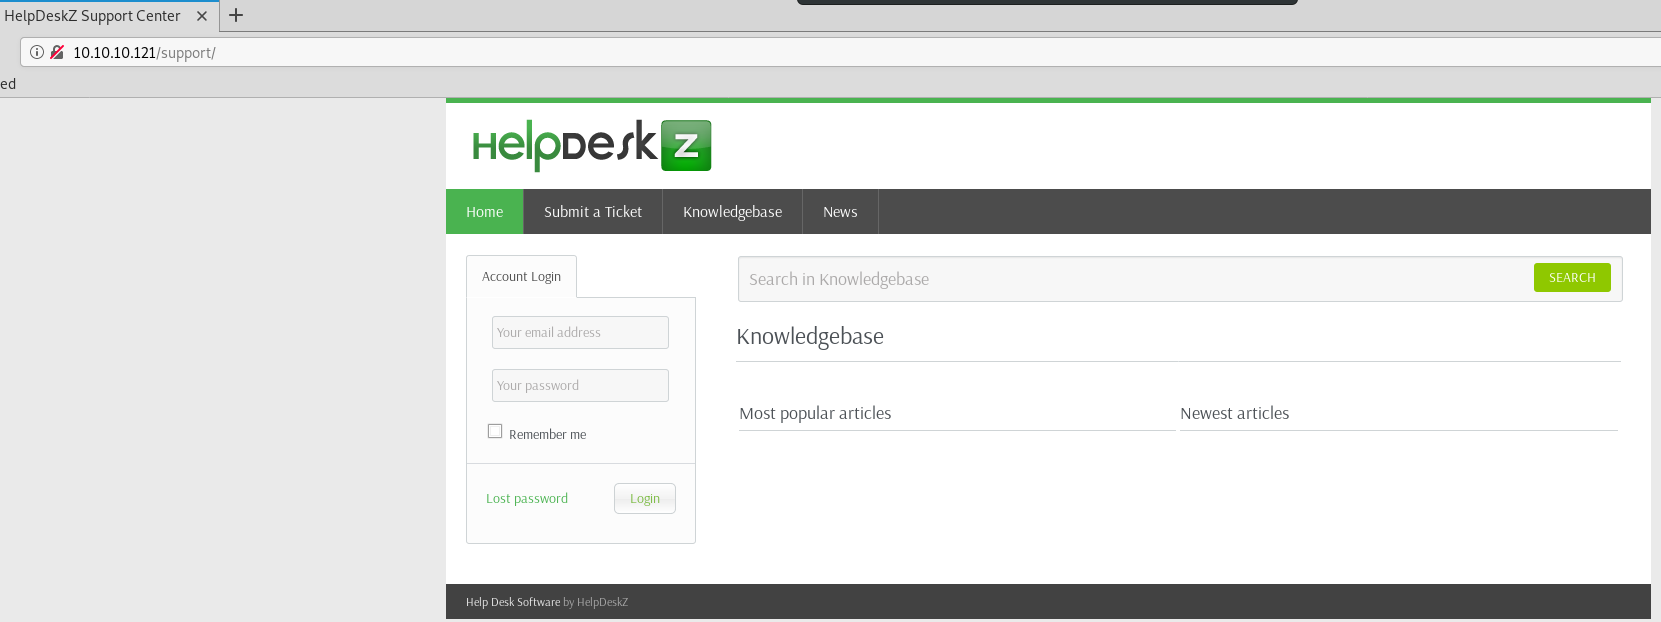 HelpDeskZ Support Center
10.10.10.121/support/
ed
HelpDesk Z
Home Submit a Ticket Knowledgebase News
Account Login
Your email address
Your password
Remember me
Lost password Login
Search in Knowledgebase SEARCH
Knowledgebase
Most popular articles Newest articles
Help Desk Software by HelpDeskZ